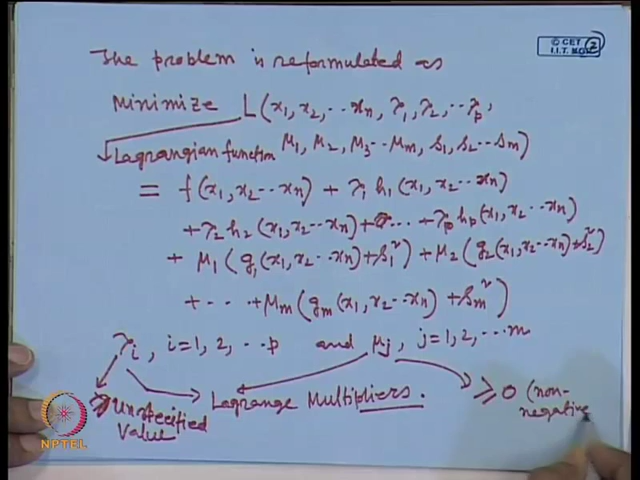 The problem is reformulated as
© CET
I.I.T. KGP
2
Minimize L(x₁, x₂, ··· xₙ, λ₁, λ₂, ··· λₚ,
Lagrangian function μ₁, μ₂, μ₃ ··· μₘ, s₁, s₂ ··· sₘ)
= f(x₁, x₂ ··· xₙ) + λ₁ h₁(x₁, x₂ ··· xₙ)
+ λ₂ h₂(x₁, x₂ ··· xₙ) + ··· + λₚ hₚ(x₁, x₂ ··· xₙ)
+ μ₁(g₁(x₁, x₂ ··· xₙ) + s₁²) + μ₂(g₂(x₁, x₂ ··· xₙ) + s₂²)
+ ··· + μₘ(gₘ(x₁, x₂ ··· xₙ) + sₘ²)
λᵢ, i=1, 2, ··· p and μⱼ, j=1, 2, ··· m
Unspecified Lagrange Multipliers. ≥ 0 (non-
value negative
NPTEL